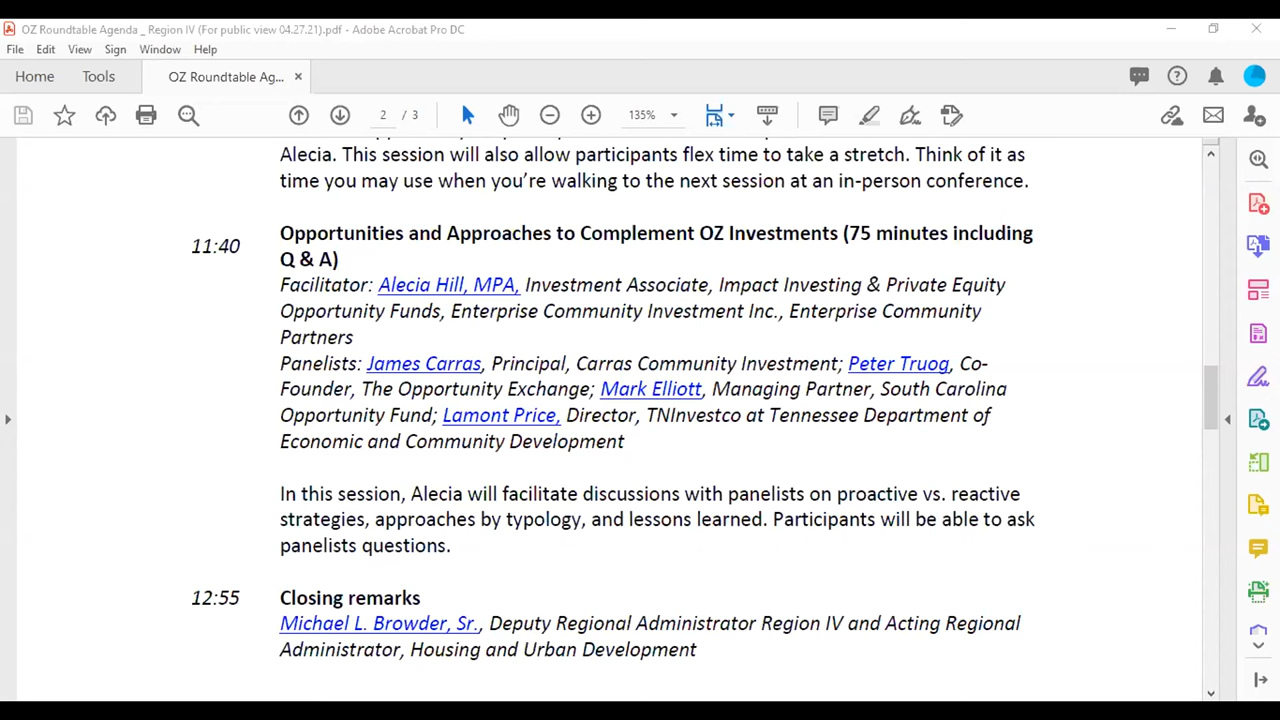 OZ Roundtable Agenda _ Region IV (For public view 04.27.21).pdf - Adobe Acrobat Pro DC
File Edit View Sign Window Help
Home Tools OZ Roundtable Ag... ×
2 / 3 135%
Alecia. This session will also allow participants flex time to take a stretch. Think of it as
time you may use when you’re walking to the next session at an in-person conference.
11:40 Opportunities and Approaches to Complement OZ Investments (75 minutes including
Q & A)
Facilitator: Alecia Hill, MPA, Investment Associate, Impact Investing & Private Equity
Opportunity Funds, Enterprise Community Investment Inc., Enterprise Community
Partners
Panelists: James Carras, Principal, Carras Community Investment; Peter Truog, Co-
Founder, The Opportunity Exchange; Mark Elliott, Managing Partner, South Carolina
Opportunity Fund; Lamont Price, Director, TNInvestco at Tennessee Department of
Economic and Community Development
In this session, Alecia will facilitate discussions with panelists on proactive vs. reactive
strategies, approaches by typology, and lessons learned. Participants will be able to ask
panelists questions.
12:55 Closing remarks
Michael L. Browder, Sr., Deputy Regional Administrator Region IV and Acting Regional
Administrator, Housing and Urban Development